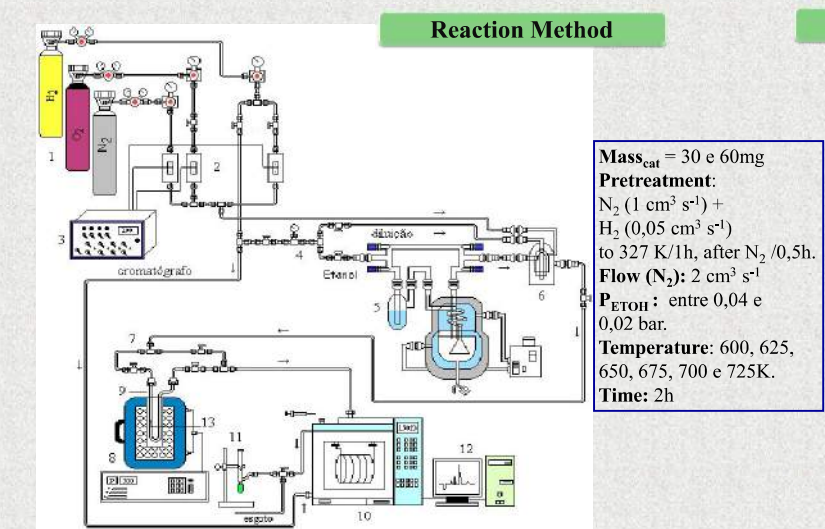 Reaction Method
H2
O2
N2
1
2
3
cromatógrafo
4
diluição
Etanol
5
6
7
8
9
13
11
esgoto
10
12
Mass_cat = 30 e 60mg
Pretreatment:
N₂ (1 cm³ s⁻¹) +
H₂ (0,05 cm³ s⁻¹)
to 327 K/1h, after N₂ /0,5h.
Flow (N₂): 2 cm³ s⁻¹
P_ETOH : entre 0,04 e
0,02 bar.
Temperature: 600, 625,
650, 675, 700 e 725K.
Time: 2h